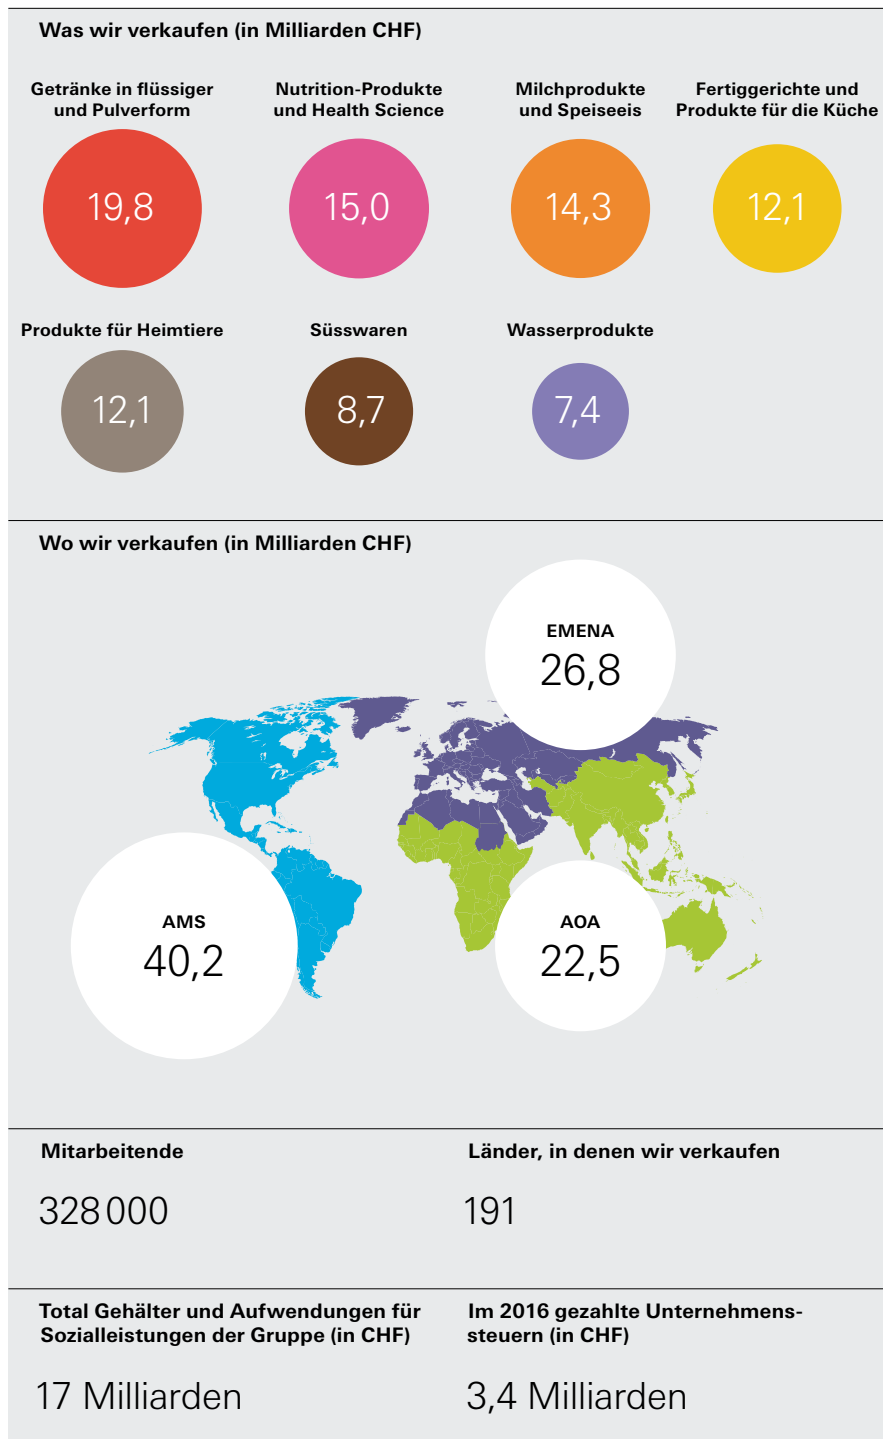 Was wir verkaufen (in Milliarden CHF)
Getränke in flüssiger
und Pulverform
19,8
Nutrition-Produkte
und Health Science
15,0
Milchprodukte
und Speiseeis
14,3
Fertiggerichte und
Produkte für die Küche
12,1
Produkte für Heimtiere
12,1
Süsswaren
8,7
Wasserprodukte
7,4
Wo wir verkaufen (in Milliarden CHF)
EMENA
26,8
AMS
40,2
AOA
22,5
Mitarbeitende
328 000
Länder, in denen wir verkaufen
191
Total Gehälter und Aufwendungen für
Sozialleistungen der Gruppe (in CHF)
17 Milliarden
Im 2016 gezahlte Unternehmens-
steuern (in CHF)
3,4 Milliarden